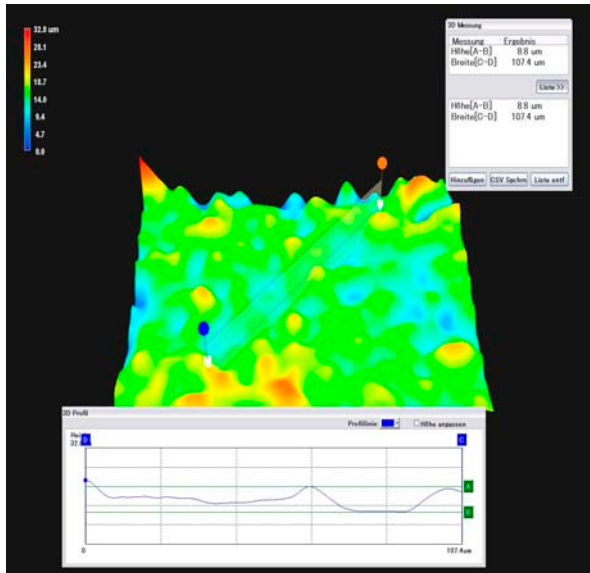 32.0 um
28.1
23.4
18.7
14.0
9.4
4.7
0.0
3D Messung
Messung Ergebnis
Höhe[A-B] 8.8 um
Breite[C-D] 107.4 um
Liste >>
Höhe[A-B] 8.8 um
Breite[C-D] 107.4 um
Hinzufügen CSV Spchrn Liste entf
3D Profil
Profillinie: Höhe anpassen
D C
A
B
0 107.4um